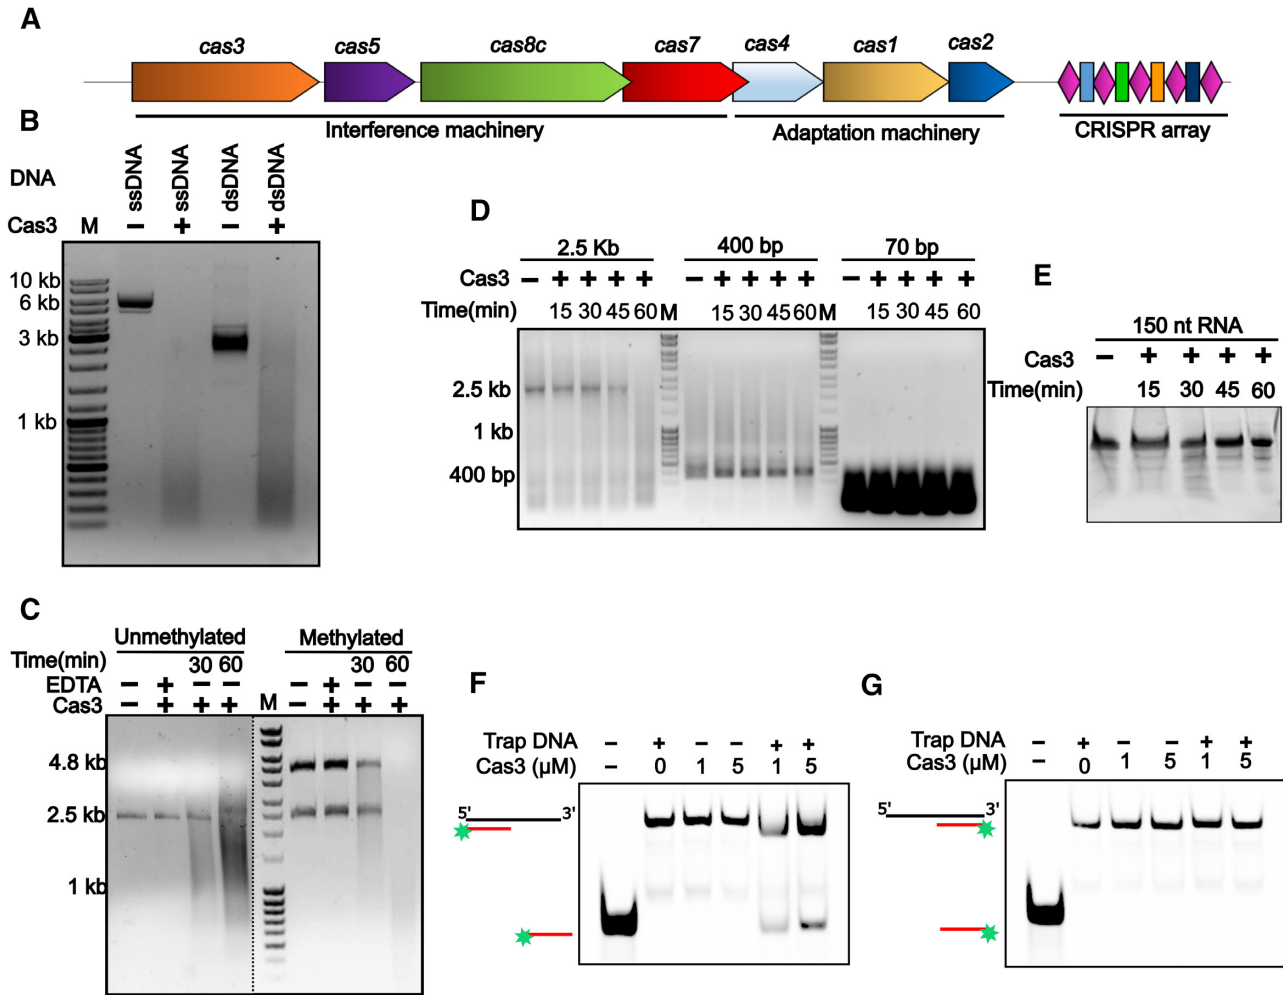 A
cas3 cas5 cas8c cas7 cas4 cas1 cas2
Interference machinery Adaptation machinery CRISPR array
B
DNA ssDNA ssDNA dsDNA dsDNA
Cas3 M − + − +
10 kb
6 kb
3 kb
1 kb
C
Unmethylated Methylated
Time(min) 30 60 30 60
EDTA − + − − − + − −
Cas3 − + + + M − + + +
4.8 kb
2.5 kb
1 kb
D
2.5 Kb 400 bp 70 bp
Cas3 − + + + + − + + + + − + + + +
Time(min) 15 30 45 60 M 15 30 45 60 M 15 30 45 60
2.5 kb
1 kb
400 bp
E
150 nt RNA
Cas3 − + + + +
Time(min) 15 30 45 60
F
Trap DNA − + − − + +
Cas3 (µM) − 0 1 5 1 5
5' 3'
G
Trap DNA − + − − + +
Cas3 (µM) − 0 1 5 1 5
5' 3'